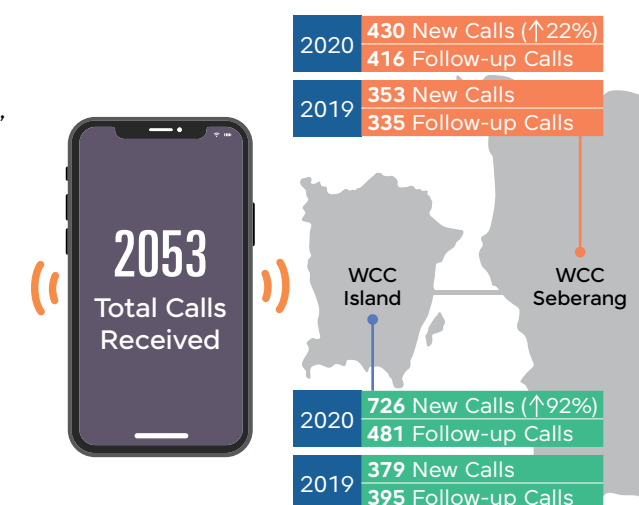 2020
430 New Calls (↑22%)
416 Follow-up Calls
2019
353 New Calls
335 Follow-up Calls
,
2053
Total Calls
Received
WCC
Island
WCC
Seberang
2020
726 New Calls (↑92%)
481 Follow-up Calls
2019
379 New Calls
395 Follow-up Calls